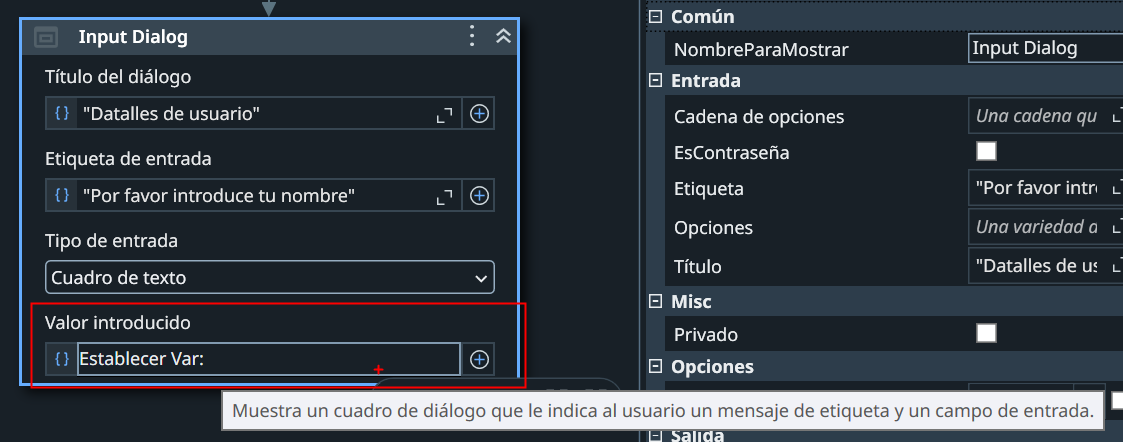 Input Dialog
Título del diálogo
"Datalles de usuario"
Etiqueta de entrada
"Por favor introduce tu nombre"
Tipo de entrada
Cuadro de texto
Valor introducido
Establecer Var:
Muestra un cuadro de diálogo que le indica al usuario un mensaje de etiqueta y un campo de entrada.
Común
NombreParaMostrar
Input Dialog
Entrada
Cadena de opciones
Una cadena qu
EsContraseña
Etiqueta
"Por favor intr
Opciones
Una variedad d
Título
"Datalles de us
Misc
Privado
Opciones
Salida